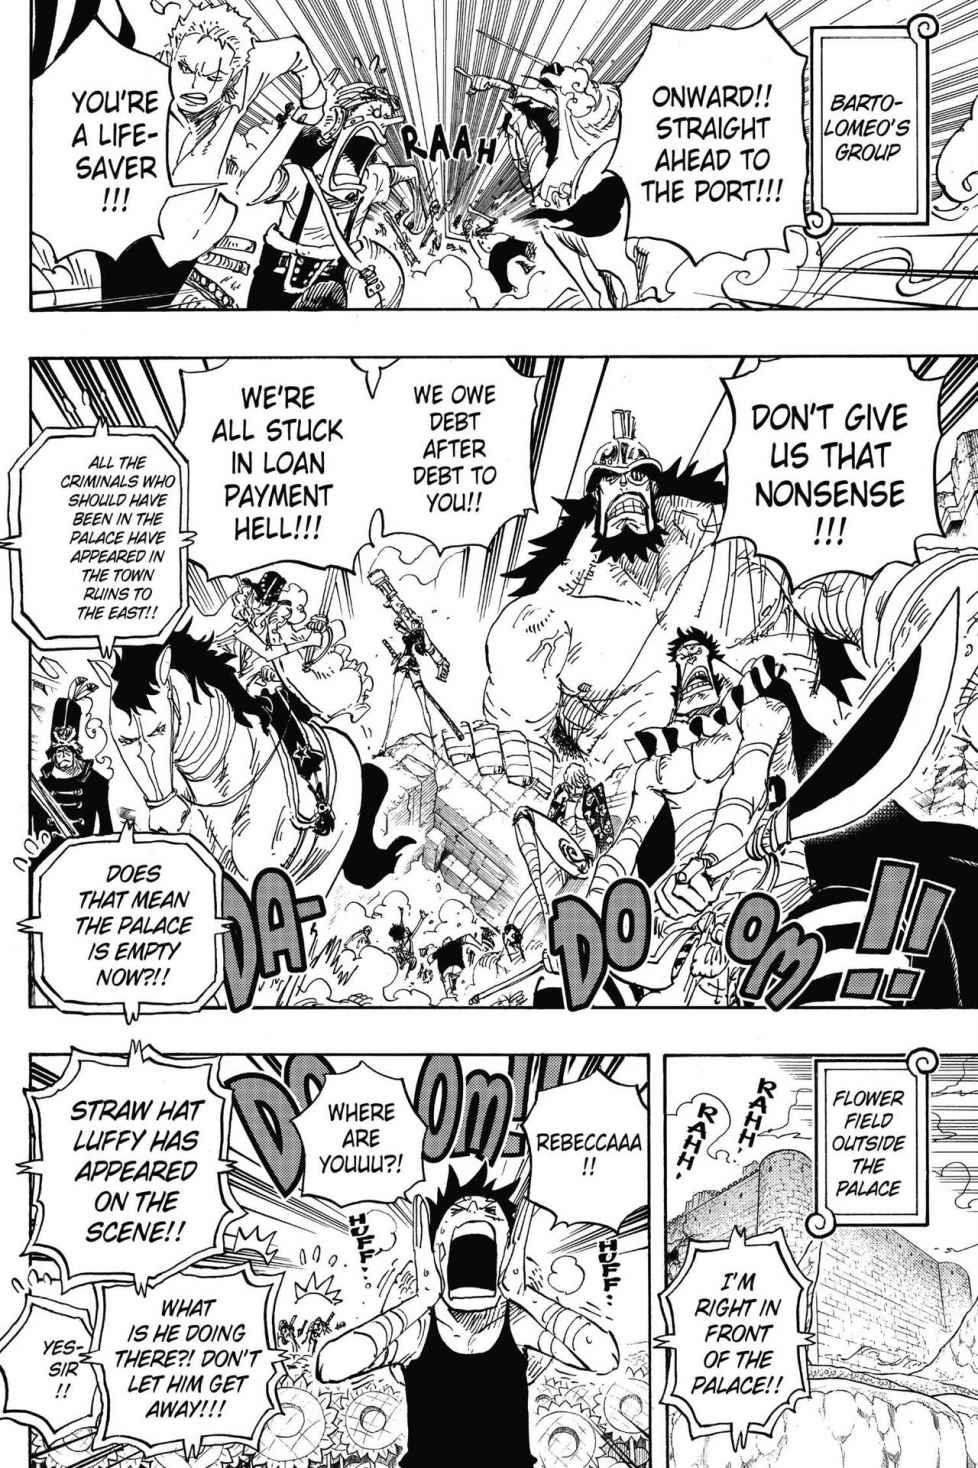 BARTO-
LOMEO'S
GROUP
ONWARD!!
STRAIGHT
AHEAD TO
THE PORT!!!
RAAH
YOU'RE
A LIFE-
SAVER
!!!
DON'T GIVE
US THAT
NONSENSE
!!!
WE OWE
DEBT
AFTER
DEBT TO
YOU!!
WE'RE
ALL STUCK
IN LOAN
PAYMENT
HELL!!!
ALL THE
CRIMINALS WHO
SHOULD HAVE
BEEN IN THE
PALACE HAVE
APPEARED IN
THE TOWN
RUINS TO
THE EAST!!
DOES
THAT MEAN
THE PALACE
IS EMPTY
NOW?!!
DA-
DO
OM!!
FLOWER
FIELD
OUTSIDE
THE
PALACE
RAHH!
RAHH!
I'M
RIGHT IN
FRONT
OF THE
PALACE!!
REBECCAAA
!!
WHERE
ARE
YOUUU?!
DO
OM!!
HUFF..
HUFF..
STRAW HAT
LUFFY HAS
APPEARED
ON THE
SCENE!!
WHAT
IS HE DOING
THERE?! DON'T
LET HIM GET
AWAY!!!
YES-
SIR
!!